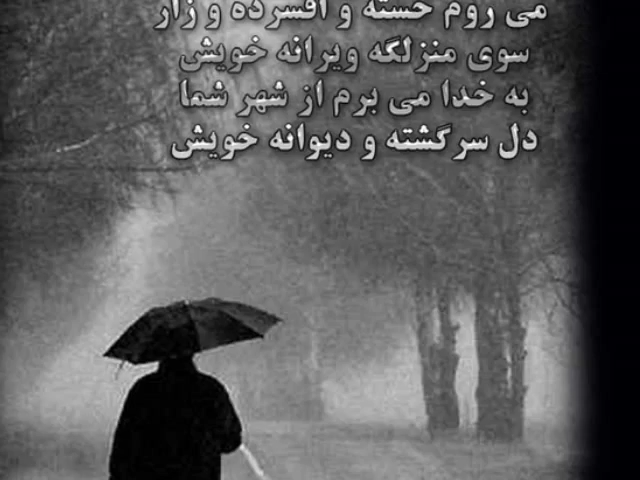 می روم خسته و افسرده و زار
سوی منزلگه ویرانه خویش
به خدا می برم از شهر شما
دل سرگشته و دیوانه خویش